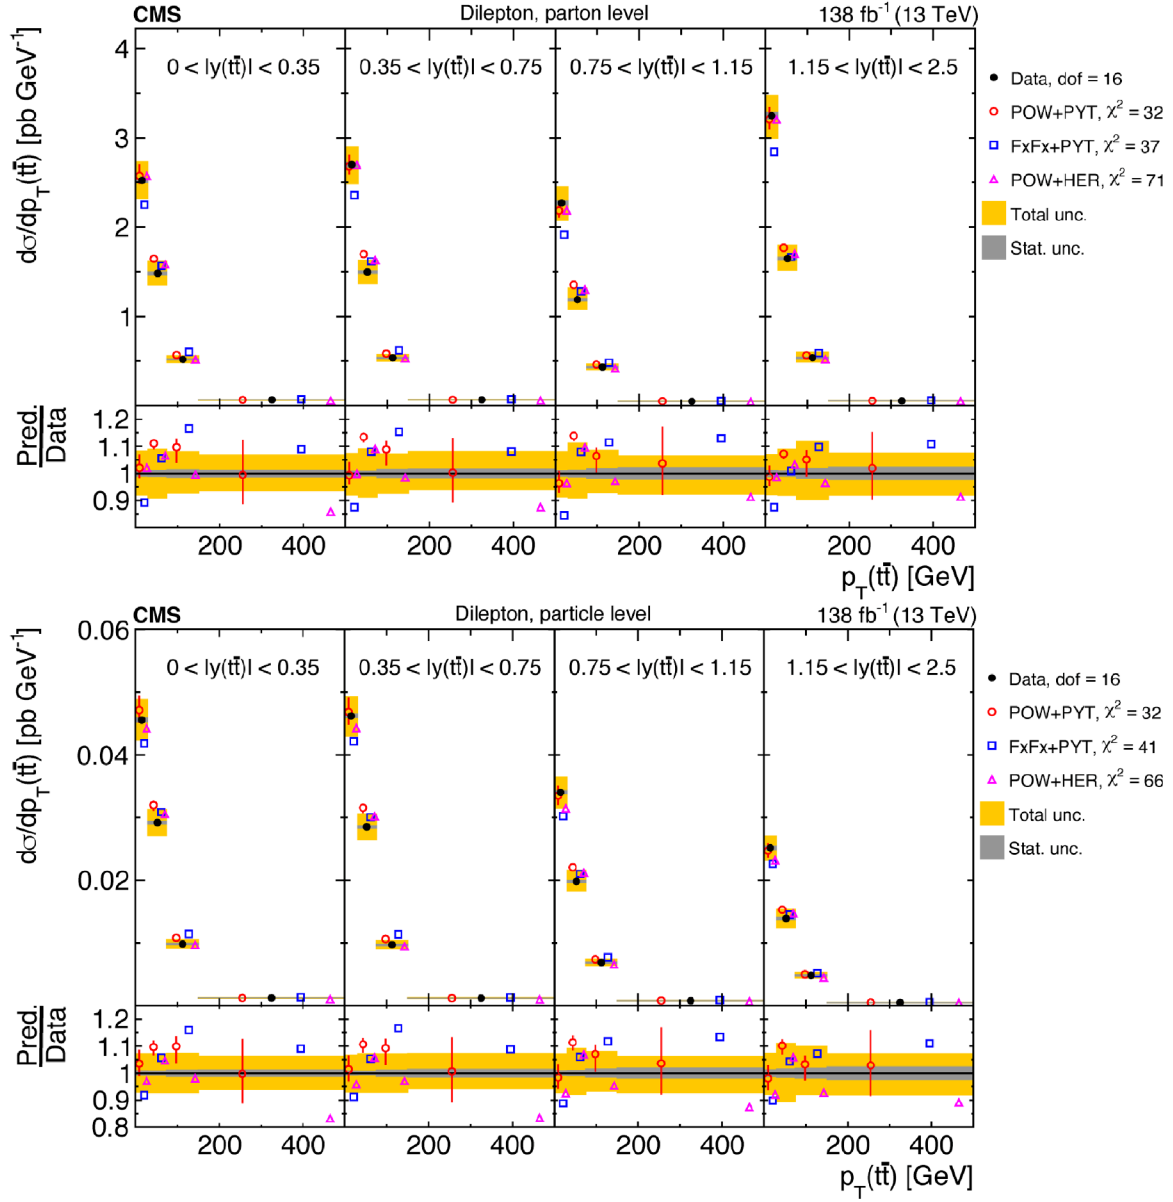 CMS Dilepton, parton level 138 fb⁻¹ (13 TeV)
dσ/dp_T(tt̄) [pb GeV⁻¹]
4
3
2
1
0 < |y(tt̄)| < 0.35 0.35 < |y(tt̄)| < 0.75 0.75 < |y(tt̄)| < 1.15 1.15 < |y(tt̄)| < 2.5
Data, dof = 16
POW+PYT, χ² = 32
FxFx+PYT, χ² = 37
POW+HER, χ² = 71
Total unc.
Stat. unc.
Pred.
Data
1.2
1.1
1
0.9
200 400 200 400 200 400 200 400
p_T(tt̄) [GeV]
CMS Dilepton, particle level 138 fb⁻¹ (13 TeV)
dσ/dp_T(tt̄) [pb GeV⁻¹]
0.06
0.04
0.02
0 < |y(tt̄)| < 0.35 0.35 < |y(tt̄)| < 0.75 0.75 < |y(tt̄)| < 1.15 1.15 < |y(tt̄)| < 2.5
Data, dof = 16
POW+PYT, χ² = 32
FxFx+PYT, χ² = 41
POW+HER, χ² = 66
Total unc.
Stat. unc.
Pred.
Data
1.2
1.1
1
0.9
0.8
200 400 200 400 200 400 200 400
p_T(tt̄) [GeV]